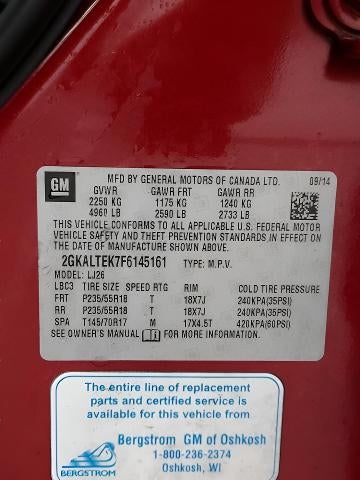 GM
MFD BY GENERAL MOTORS OF CANADA LTD. 09/14
GVWR GAWR FRT GAWR RR
2250 KG 1175 KG 1240 KG
4960 LB 2590 LB 2733 LB
THIS VEHICLE CONFORMS TO ALL APPLICABLE U.S. FEDERAL MOTOR
VEHICLE SAFETY AND THEFT PREVENTION STANDARDS IN EFFECT
ON THE DATE OF MANUFACTURE SHOWN ABOVE.
2GKALTEK7F6145161 TYPE: M.P.V.
MODEL: LJ26
LBC3 TIRE SIZE SPEED RTG RIM COLD TIRE PRESSURE
FRT P235/55R18 T 18X7J 240KPA(35PSI)
RR P235/55R18 T 18X7J 240KPA(35PSI)
SPA T145/70R17 M 17X4.5T 420KPA(60PSI)
SEE OWNER'S MANUAL FOR MORE INFORMATION.
The entire line of replacement
parts and certified service is
available for this vehicle from
Bergstrom GM of Oshkosh
1-800-236-2374
BERGSTROM Oshkosh, WI